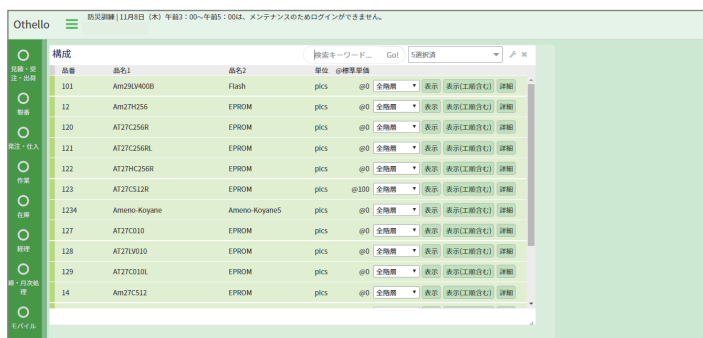 Othello
防災訓練 | 11月8日（木）午前3：00～午前5：00は、メンテナンスのためログインができません。
見積・受注・出荷
製番
発注・仕入
作業
在庫
経理
締・月次処理
モバイル
構成 検索キーワード... Go! 5選択済
品番 品名1 品名2 単位 @標準単価
101 Am29LV400B Flash pics @0 全階層 表示 表示(工順含む) 詳細
12 Am27H256 EPROM pics @0 全階層 表示 表示(工順含む) 詳細
120 AT27C256R EPROM pics @0 全階層 表示 表示(工順含む) 詳細
121 AT27C256RL EPROM pics @0 全階層 表示 表示(工順含む) 詳細
122 AT27HC256R EPROM pics @0 全階層 表示 表示(工順含む) 詳細
123 AT27C512R EPROM pics @100 全階層 表示 表示(工順含む) 詳細
1234 Ameno-Koyane Ameno-Koyane5 pics @0 全階層 表示 表示(工順含む) 詳細
127 AT27C010 EPROM pics @0 全階層 表示 表示(工順含む) 詳細
128 AT27LV010 EPROM pics @0 全階層 表示 表示(工順含む) 詳細
129 AT27C010L EPROM pics @0 全階層 表示 表示(工順含む) 詳細
14 Am27C512 EPROM pics @0 全階層 表示 表示(工順含む) 詳細